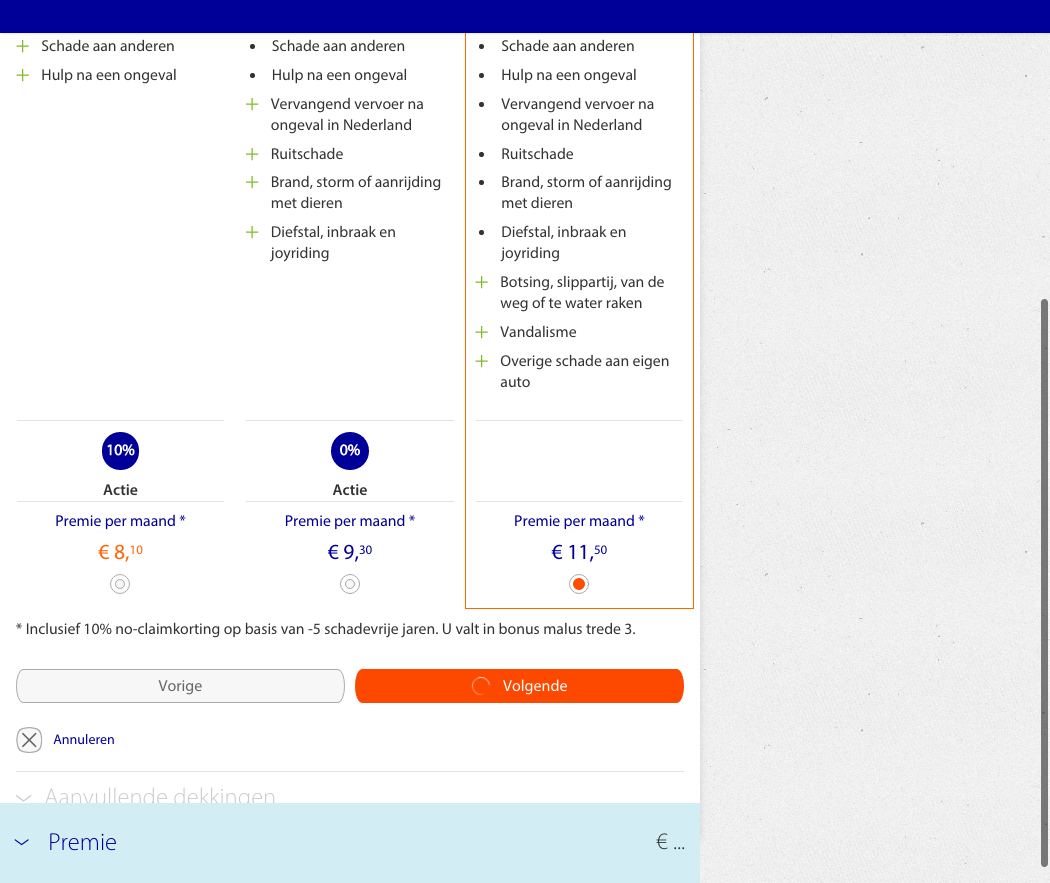 Schade aan anderen
Hulp na een ongeval
Schade aan anderen
Hulp na een ongeval
Vervangend vervoer na
ongeval in Nederland
Ruitschade
Brand, storm of aanrijding
met dieren
Diefstal, inbraak en
joyriding
Schade aan anderen
Hulp na een ongeval
Vervangend vervoer na
ongeval in Nederland
Ruitschade
Brand, storm of aanrijding
met dieren
Diefstal, inbraak en
joyriding
Botsing, slippartij, van de
weg of te water raken
Vandalisme
Overige schade aan eigen
auto
10%
Actie
Premie per maand *
€ 8,10
0%
Actie
Premie per maand *
€ 9,30
Premie per maand *
€ 11,50
* Inclusief 10% no-claimkorting op basis van -5 schadevrije jaren. U valt in bonus malus trede 3.
Vorige
Volgende
Annuleren
Aanvullende dekkingen
Premie
€ ...